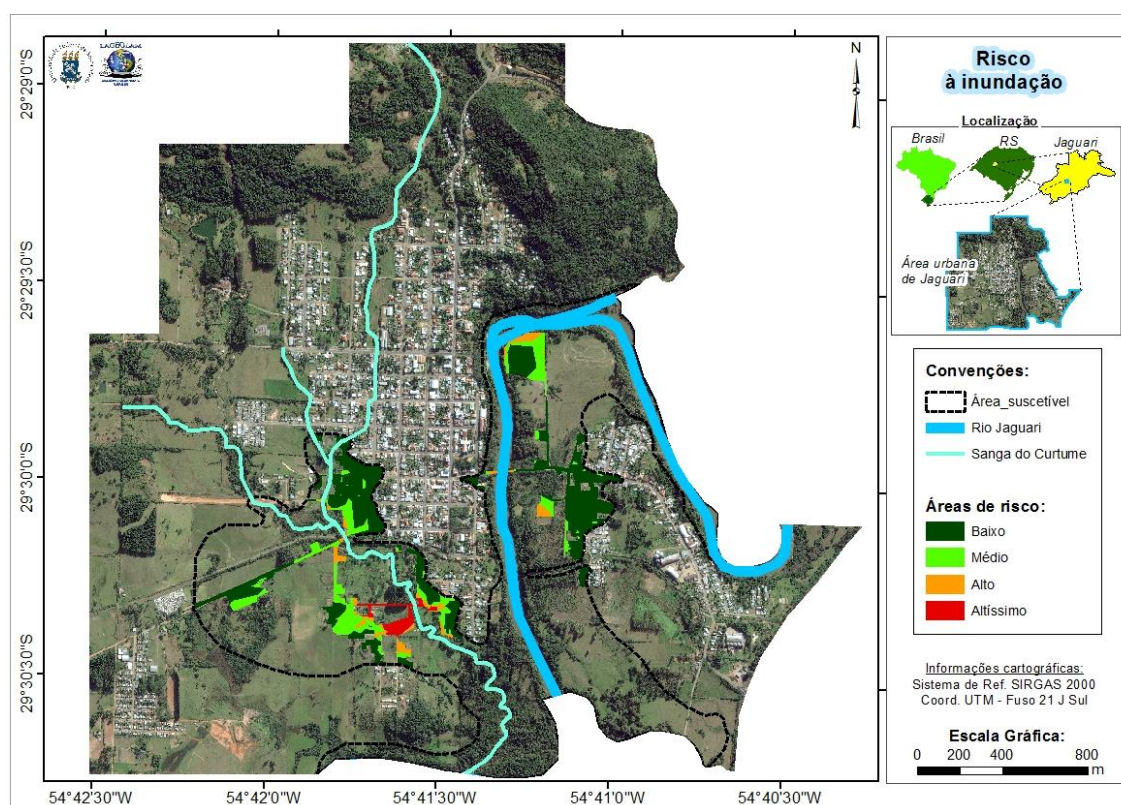 LAGEOLAM
N
Risco
à inundação
Localização
Brasil
RS
Jaguari
Área urbana
de Jaguari
Convenções:
Área_suscetível
Rio Jaguari
Sanga do Curtume
Áreas de risco:
Baixo
Médio
Alto
Altíssimo
Informações cartográficas:
Sistema de Ref. SIRGAS 2000
Coord. UTM - Fuso 21 J Sul
Escala Gráfica:
0 200 400 800
m
29°29'0"S
29°29'30"S
29°30'0"S
29°30'30"S
54°42'30"W
54°42'0"W
54°41'30"W
54°41'0"W
54°40'30"W